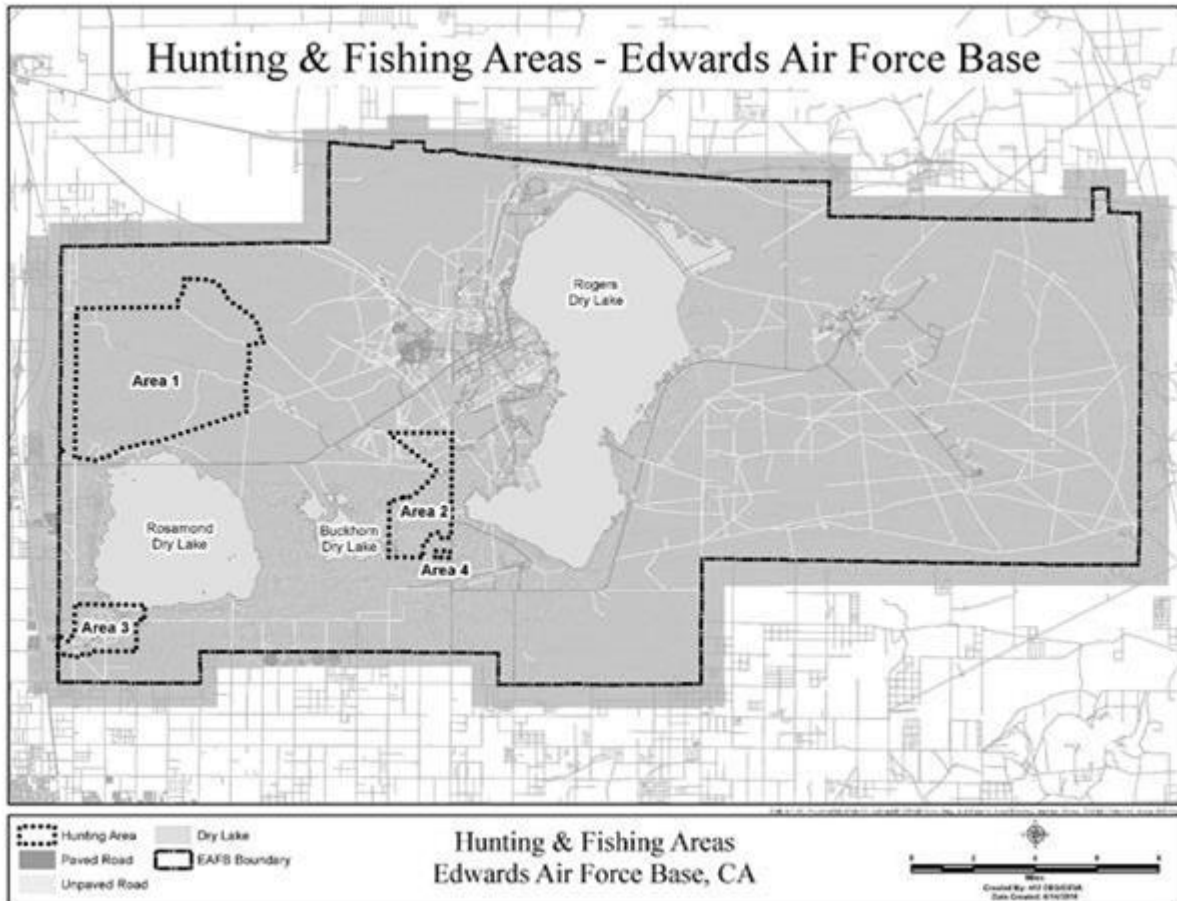 Hunting & Fishing Areas - Edwards Air Force Base
Rogers
Dry Lake
Area 1
Area 2
Rosamond
Dry Lake
Buckhorn
Dry Lake
Area 4
Area 3
Hunting Area
Dry Lake
Paved Road
EAFB Boundary
Unpaved Road
Hunting & Fishing Areas
Edwards Air Force Base, CA
Miles